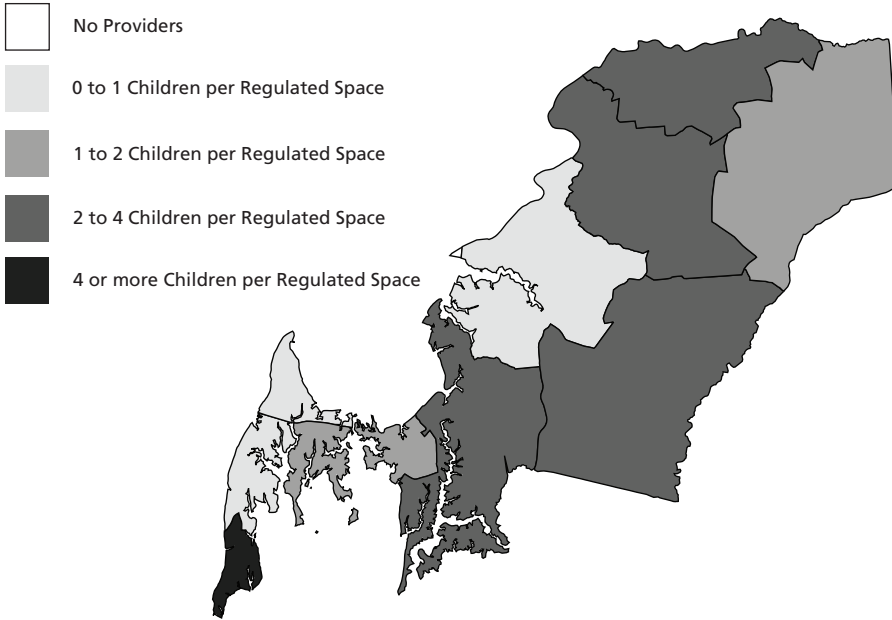 No Providers
0 to 1 Children per Regulated Space
1 to 2 Children per Regulated Space
2 to 4 Children per Regulated Space
4 or more Children per Regulated Space